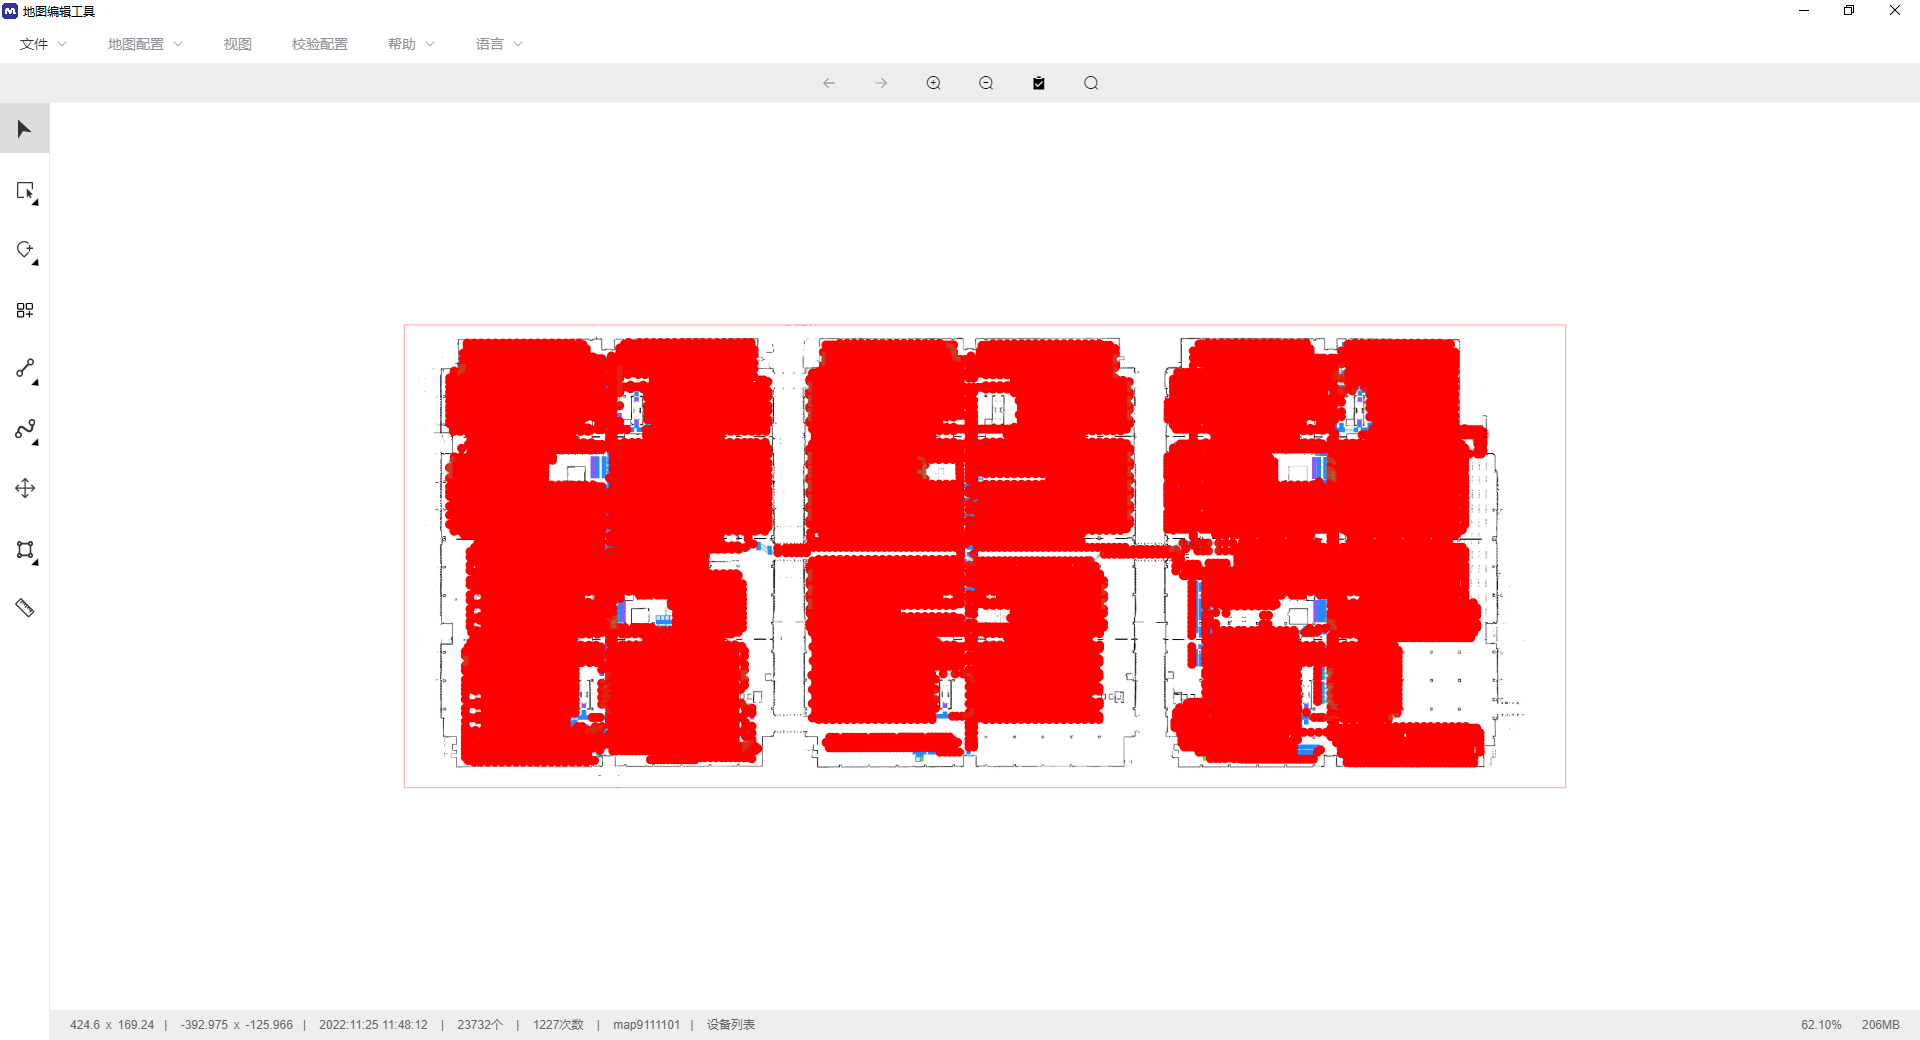 地图编辑工具
文件 地图配置 视图 校验配置 帮助 语言
424.6 x 169.24 | -392.975 x -125.966 | 2022:11:25 11:48:12 | 23732个 | 1227次数 | map9111101 | 设备列表 62.10% 206MB